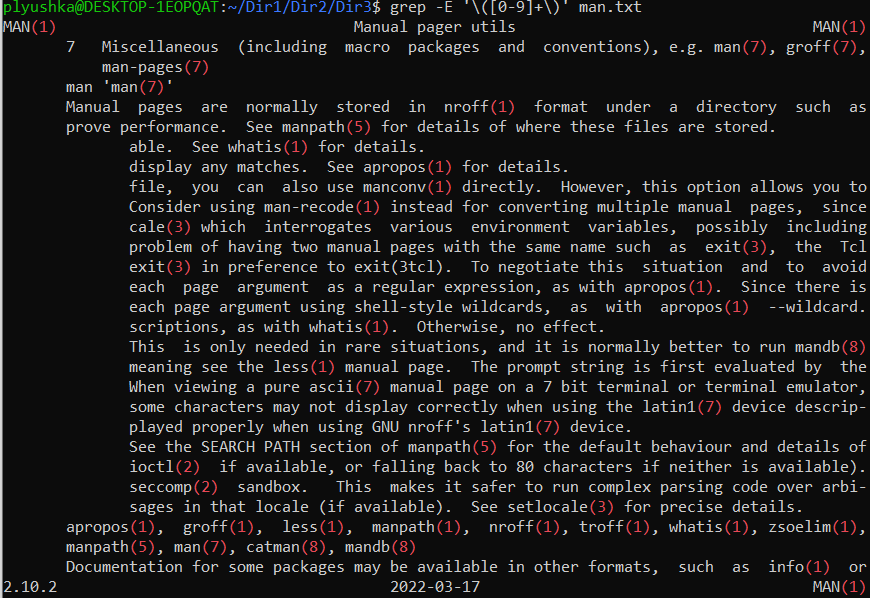 plyushka@DESKTOP-1EOPQAT:~/Dir1/Dir2/Dir3$ grep -E '\([0-9]+\)' man.txt
MAN(1) Manual pager utils MAN(1)
7 Miscellaneous (including macro packages and conventions), e.g. man(7), groff(7),
man-pages(7)
man 'man(7)'
Manual pages are normally stored in nroff(1) format under a directory such as
prove performance. See manpath(5) for details of where these files are stored.
able. See whatis(1) for details.
display any matches. See apropos(1) for details.
file, you can also use manconv(1) directly. However, this option allows you to
Consider using man-recode(1) instead for converting multiple manual pages, since
cale(3) which interrogates various environment variables, possibly including
problem of having two manual pages with the same name such as exit(3), the Tcl
exit(3) in preference to exit(3tcl). To negotiate this situation and to avoid
each page argument as a regular expression, as with apropos(1). Since there is
each page argument using shell-style wildcards, as with apropos(1) --wildcard.
scriptions, as with whatis(1). Otherwise, no effect.
This is only needed in rare situations, and it is normally better to run mandb(8)
meaning see the less(1) manual page. The prompt string is first evaluated by the
When viewing a pure ascii(7) manual page on a 7 bit terminal or terminal emulator,
some characters may not display correctly when using the latin1(7) device descrip-
played properly when using GNU nroff's latin1(7) device.
See the SEARCH PATH section of manpath(5) for the default behaviour and details of
ioctl(2) if available, or falling back to 80 characters if neither is available).
seccomp(2) sandbox. This makes it safer to run complex parsing code over arbi-
sages in that locale (if available). See setlocale(3) for precise details.
apropos(1), groff(1), less(1), manpath(1), nroff(1), troff(1), whatis(1), zsoelim(1),
manpath(5), man(7), catman(8), mandb(8)
Documentation for some packages may be available in other formats, such as info(1) or
2.10.2 2022-03-17 MAN(1)